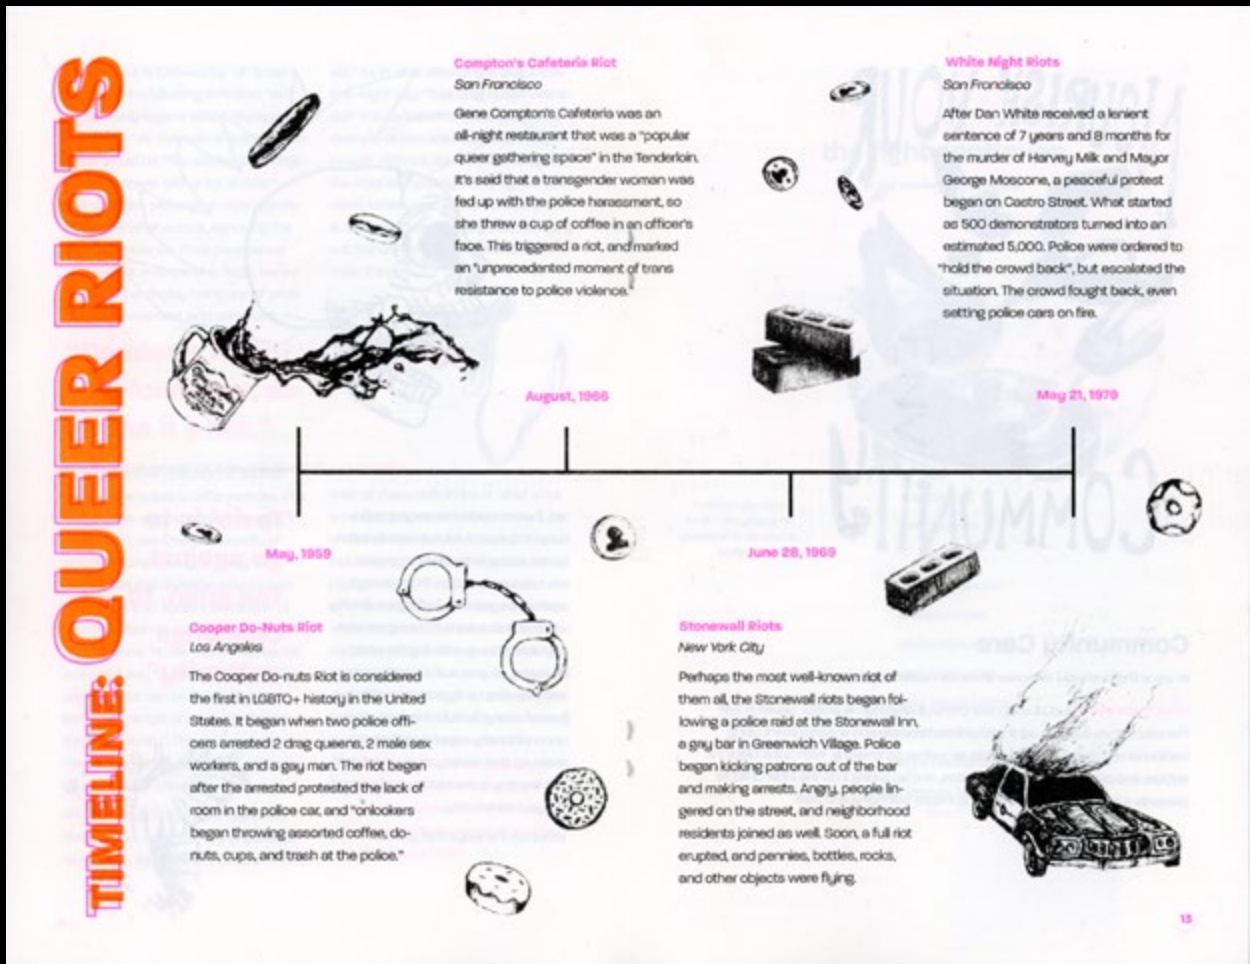 TIMELINE: QUEER RIOTS
Compton's Cafeteria Riot
San Francisco
Gene Compton's Cafeteria was an
all-night restaurant that was a "popular
queer gathering space" in the Tenderloin.
It's said that a transgender woman was
fed up with the police harassment, so
she threw a cup of coffee in an officer's
face. This triggered a riot, and marked
an "unprecedented moment of trans
resistance to police violence."
August, 1966
White Night Riots
San Francisco
After Dan White received a lenient
sentence of 7 years and 8 months for
the murder of Harvey Milk and Mayor
George Moscone, a peaceful protest
began on Castro Street. What started
as 500 demonstrators turned into an
estimated 5,000. Police were ordered to
"hold the crowd back", but escalated the
situation. The crowd fought back, even
setting police cars on fire.
May 21, 1979
May, 1959
Cooper Do-Nuts Riot
Los Angeles
The Cooper Do-nuts Riot is considered
the first in LGBTQ+ history in the United
States. It began when two police offi-
cers arrested 2 drag queens, 2 male sex
workers, and a gay man. The riot began
after the arrested protested the lack of
room in the police car, and "onlookers
began throwing assorted coffee, do-
nuts, cups, and trash at the police."
June 28, 1969
Stonewall Riots
New York City
Perhaps the most well-known riot of
them all, the Stonewall riots began fol-
lowing a police raid at the Stonewall Inn,
a gay bar in Greenwich Village. Police
began kicking patrons out of the bar
and making arrests. Angry, people lin-
gered on the street, and neighborhood
residents joined as well. Soon, a full riot
erupted, and pennies, bottles, rocks,
and other objects were flying.
13